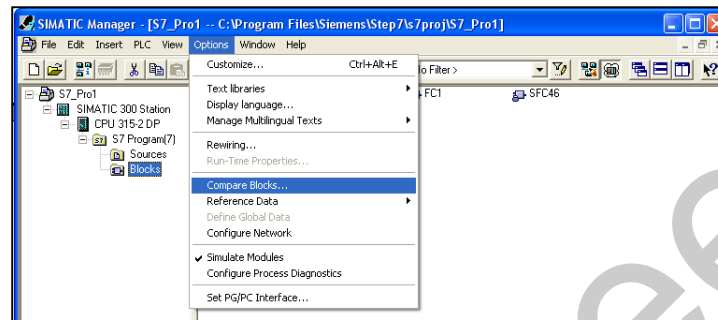 SIMATIC Manager - [S7_Pro1 -- C:\Program Files\Siemens\Step7\s7proj\S7_Pro1]
File Edit Insert PLC View Options Window Help
Customize... Ctrl+Alt+E
Filter >
S7_Pro1
FC1
SFC46
Text libraries
SIMATIC 300 Station
Display language...
CPU 315-2 DP
Manage Multilingual Texts
S7 Program(7)
Rewiring...
Sources
Run-Time Properties...
Blocks
Compare Blocks...
Reference Data
Define Global Data
Configure Network
Simulate Modules
Configure Process Diagnostics
Set PG/PC Interface...